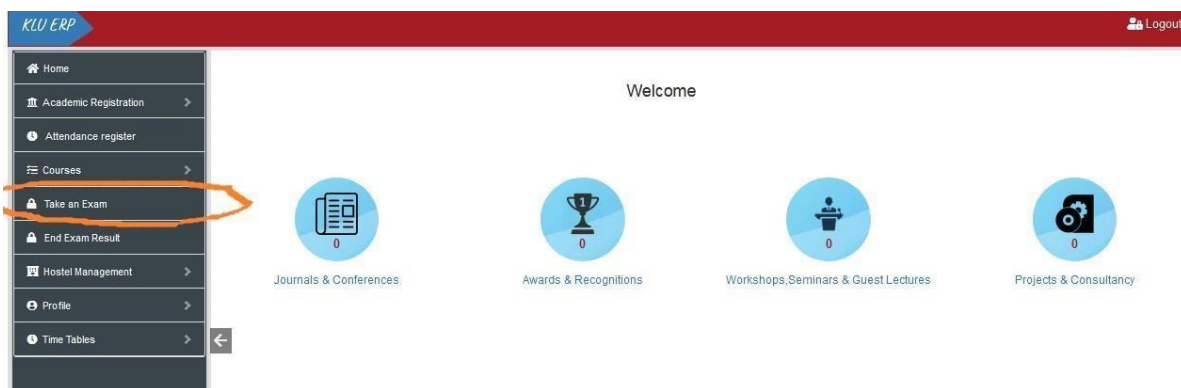 KLU ERP
Logout
Home
Academic Registration
Attendance register
Courses
Take an Exam
End Exam Result
Hostel Management
Profile
Time Tables
Welcome
1
0
0
0
0
Journals & Conferences
Awards & Recognitions
Workshops,Seminars & Guest Lectures
Projects & Consultancy